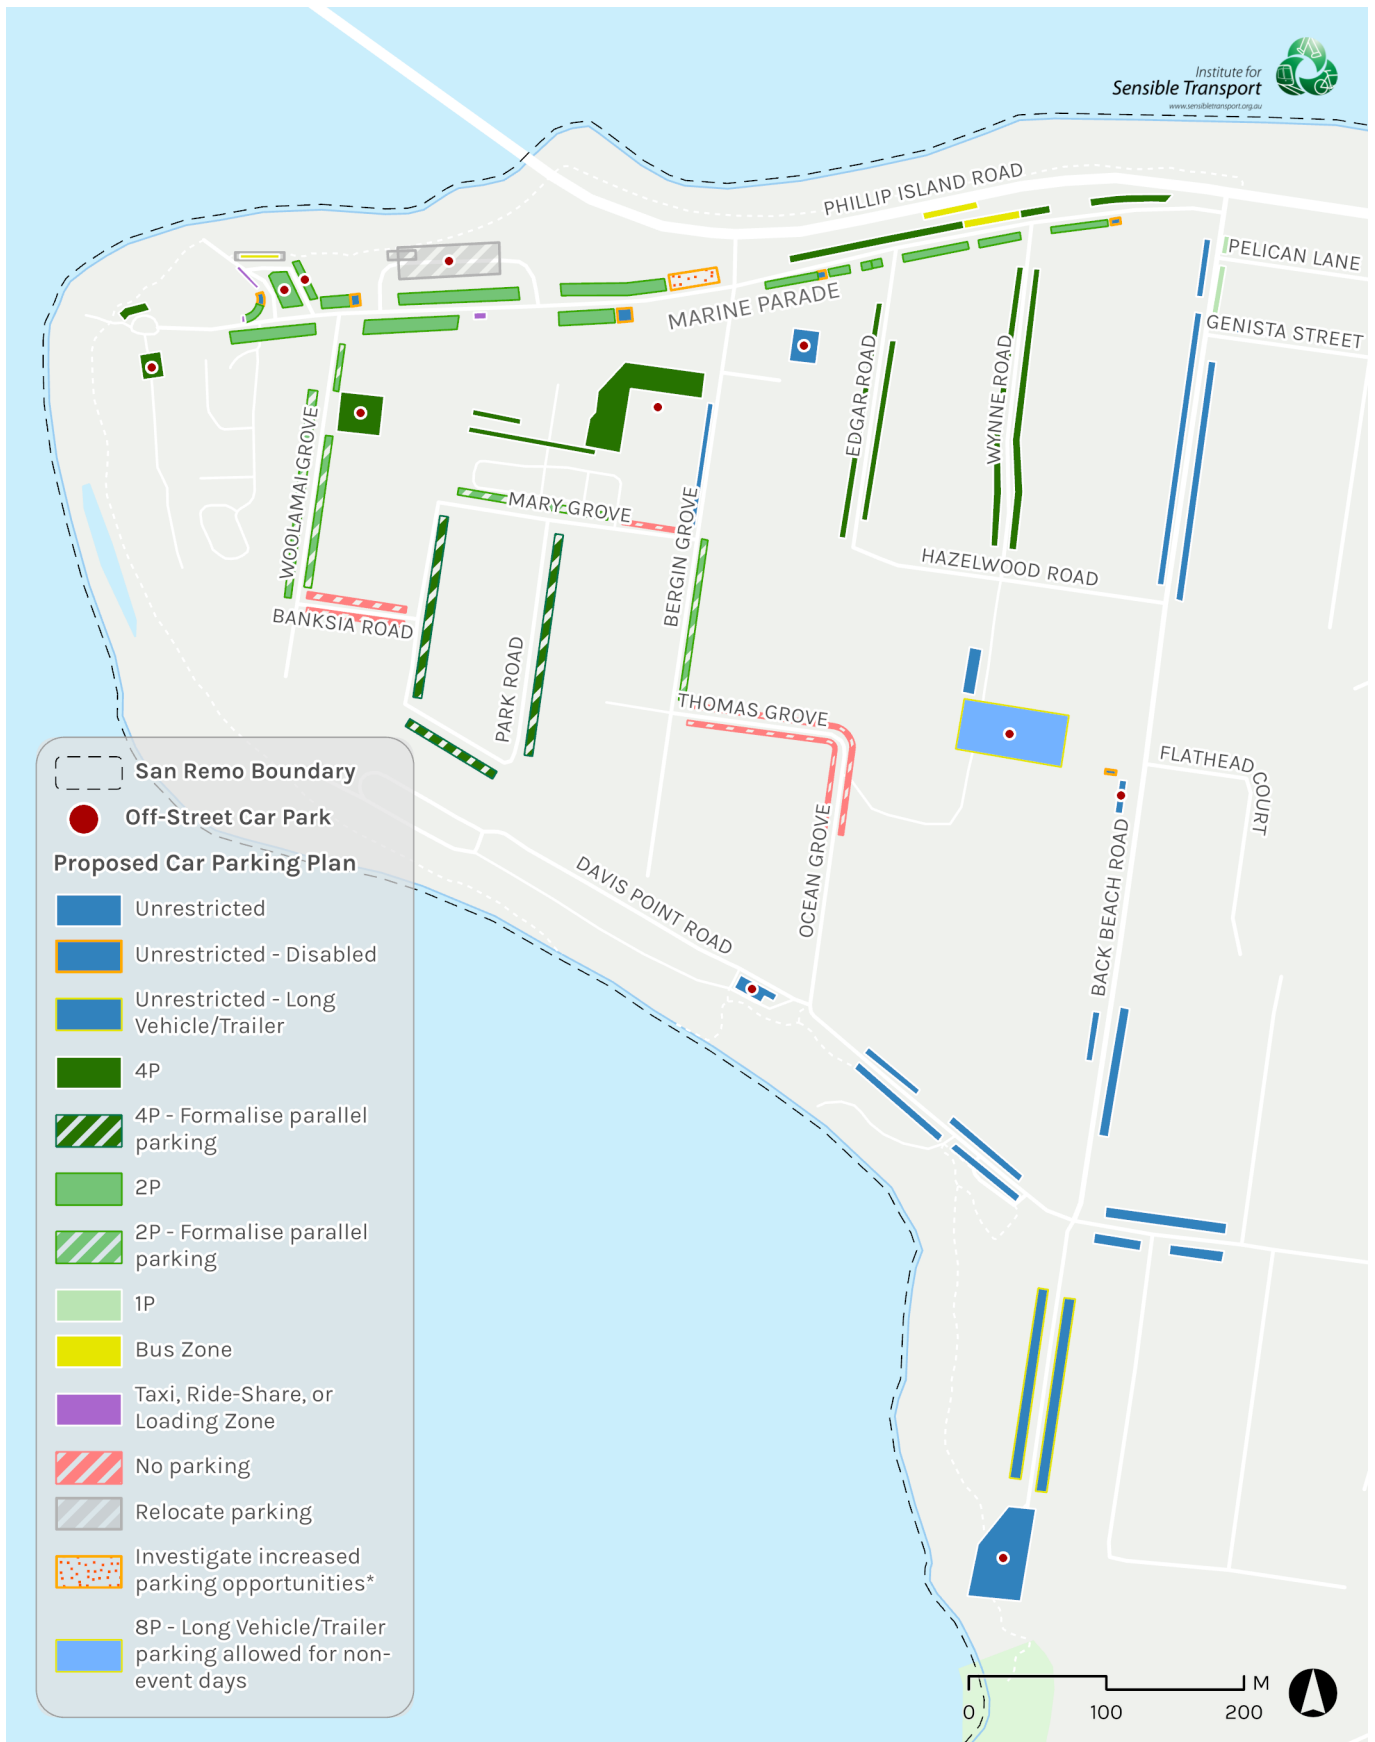 Institute for
Sensible Transport
www.sensibletransport.org.au
PHILLIP ISLAND ROAD
PELICAN LANE
MARINE PARADE
GENISTA STREET
EDGAR ROAD
WYNNE ROAD
WOOLAMAI GROVE
MARY GROVE
BERGIN GROVE
HAZELWOOD ROAD
BANKSIA ROAD
PARK ROAD
THOMAS GROVE
FLATHEAD COURT
OCEAN GROVE
BACK BEACH ROAD
DAVIS POINT ROAD
San Remo Boundary
Off-Street Car Park
Proposed Car Parking Plan
Unrestricted
Unrestricted - Disabled
Unrestricted - Long
Vehicle/Trailer
4P
4P - Formalise parallel
parking
2P
2P - Formalise parallel
parking
1P
Bus Zone
Taxi, Ride-Share, or
Loading Zone
No parking
Relocate parking
Investigate increased
parking opportunities*
8P - Long Vehicle/Trailer
parking allowed for non-
event days
M
0 100 200